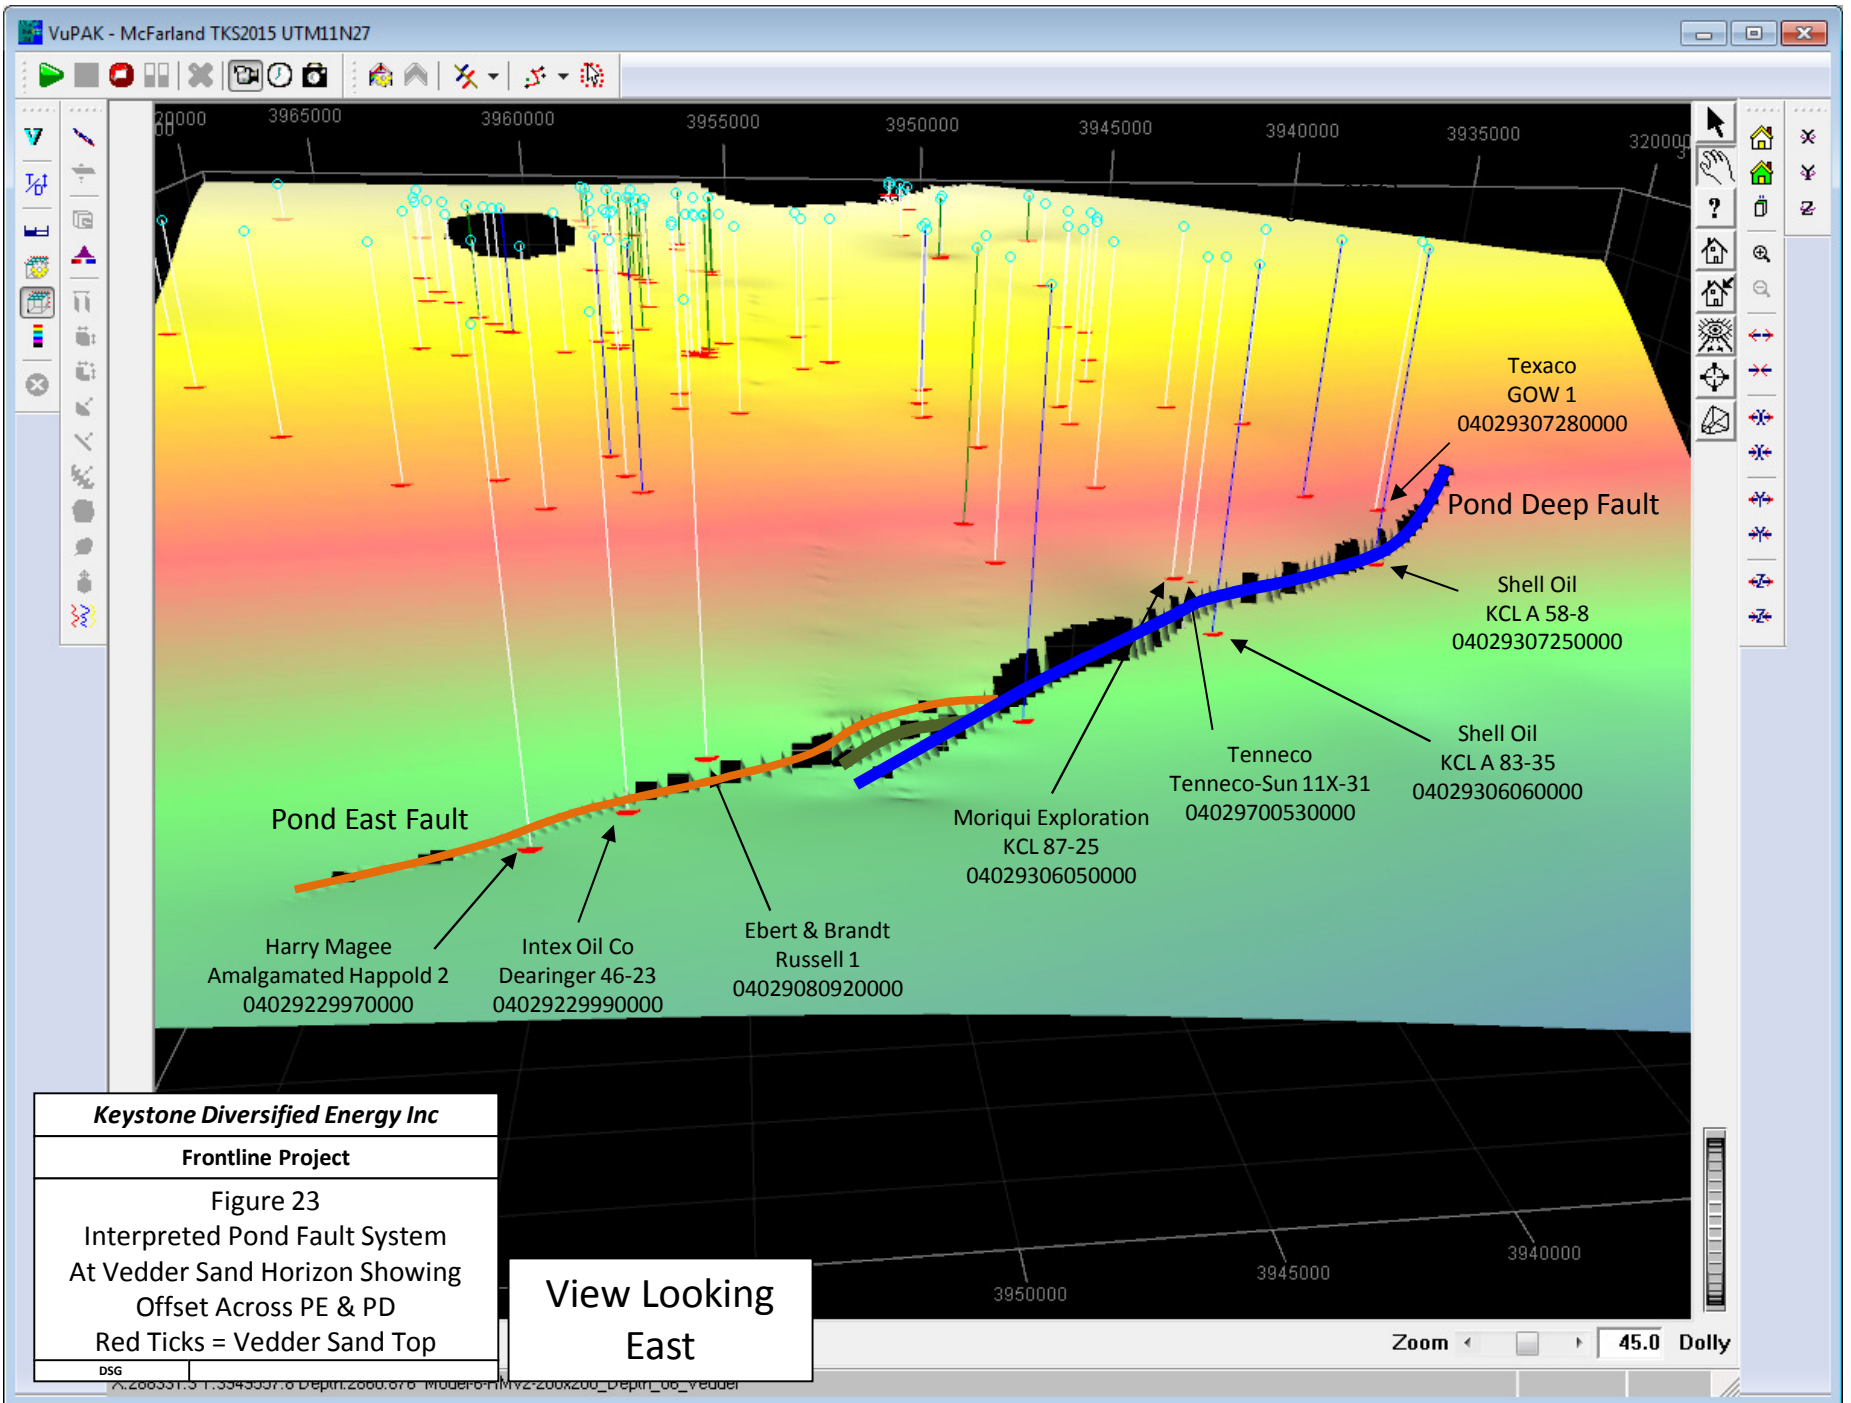 VuPAK - McFarland TKS2015 UTM11N27
3965000
3960000
3955000
3950000
3945000
3940000
3935000
Texaco
GOW 1
04029307280000
Pond Deep Fault
Shell Oil
KCL A 58-8
04029307250000
Shell Oil
KCL A 83-35
04029306060000
Tenneco
Tenneco-Sun 11X-31
04029700530000
Moriqui Exploration
KCL 87-25
04029306050000
Pond East Fault
Ebert & Brandt
Russell 1
04029080920000
Intex Oil Co
Dearinger 46-23
04029229990000
Harry Magee
Amalgamated Happold 2
04029229970000
3940000
3945000
3950000
Keystone Diversified Energy Inc
Frontline Project
Figure 23
Interpreted Pond Fault System
At Vedder Sand Horizon Showing
Offset Across PE & PD
Red Ticks = Vedder Sand Top
DSG
View Looking
East
Zoom 45.0 Dolly